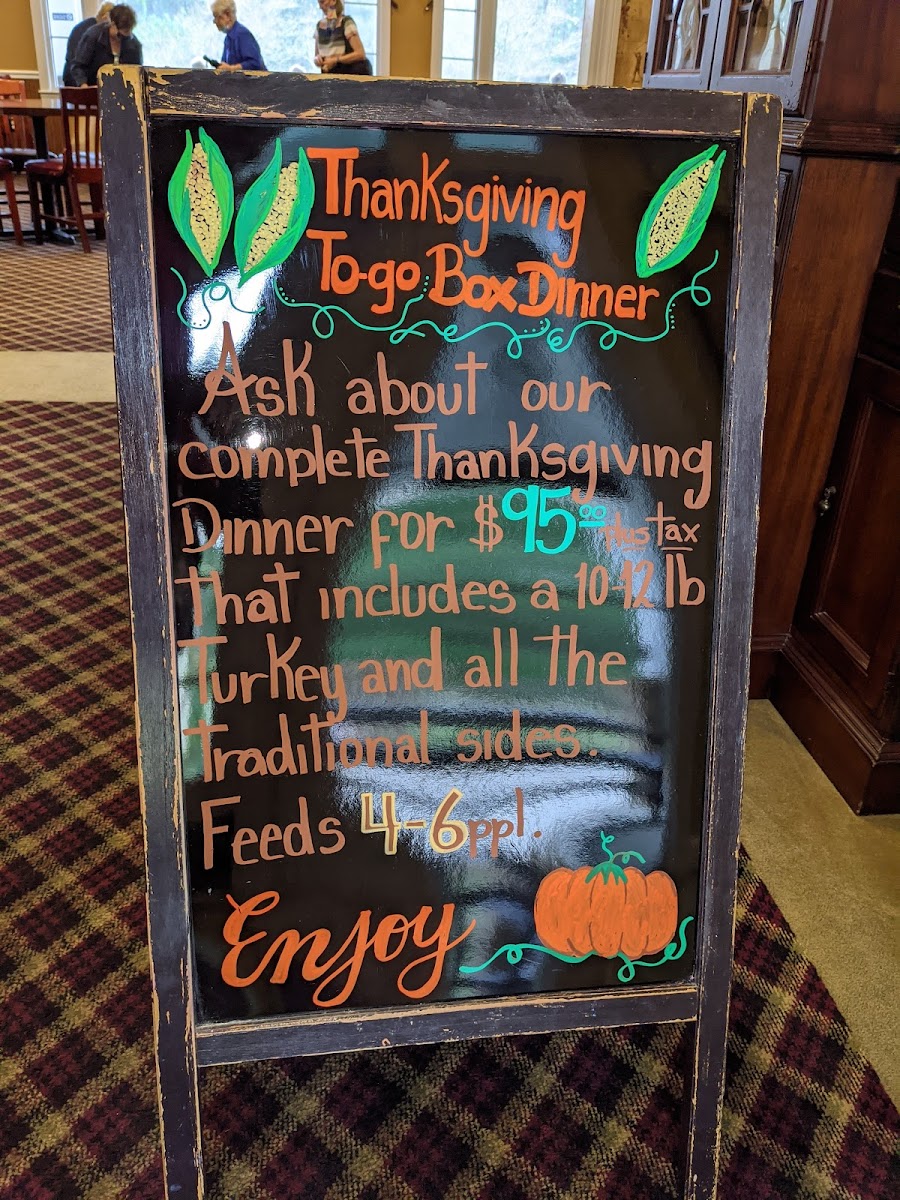 Thanksgiving
To-go Box Dinner
Ask about our
complete Thanksgiving
Dinner for $95.00 Plus Tax
that includes a 10-12 lb
Turkey and all the
Traditional sides.
Feeds 4-6 ppl.
Enjoy